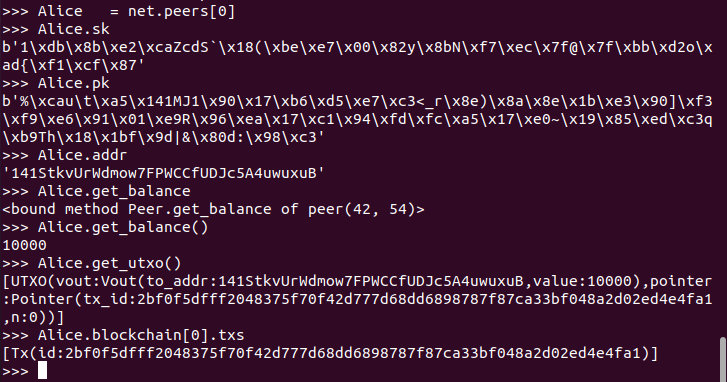 >>> Alice   = net.peers[0]
>>> Alice.sk
b'1\xdb\x8b\xe2\xcaZcdS`\x18(\xbe\xe7\x00\x82y\x8bN\xf7\xec\x7f@\x7f\xbb\xd2o\x
ad{\xf1\xcf\x87'
>>> Alice.pk
b'%\xcau\t\xa5\x141MJ1\x90\x17\xb6\xd5\xe7\xc3<_r\x8e)\x8a\x8e\x1b\xe3\x90]\xf3
\xf9\xe6\x91\x01\xe9R\x96\xea\x17\xc1\x94\xfd\xfc\xa5\x17\xe0~\x19\x85\xed\xc3q
\xb9Th\x18\x1bf\x9d|&\x80d:\x98\xc3'
>>> Alice.addr
'141StkvUrWdmow7FPWCCfUDJc5A4uwuxuB'
>>> Alice.get_balance
<bound method Peer.get_balance of peer(42, 54)>
>>> Alice.get_balance()
10000
>>> Alice.get_utxo()
[UTXO(vout:Vout(to_addr:141StkvUrWdmow7FPWCCfUDJc5A4uwuxuB,value:10000),pointer
:Pointer(tx_id:2bf0f5dfff2048375f70f42d777d68dd6898787f87ca33bf048a2d02ed4e4fa1
,n:0))]
>>> Alice.blockchain[0].txs
[Tx(id:2bf0f5dfff2048375f70f42d777d68dd6898787f87ca33bf048a2d02ed4e4fa1)]
>>>